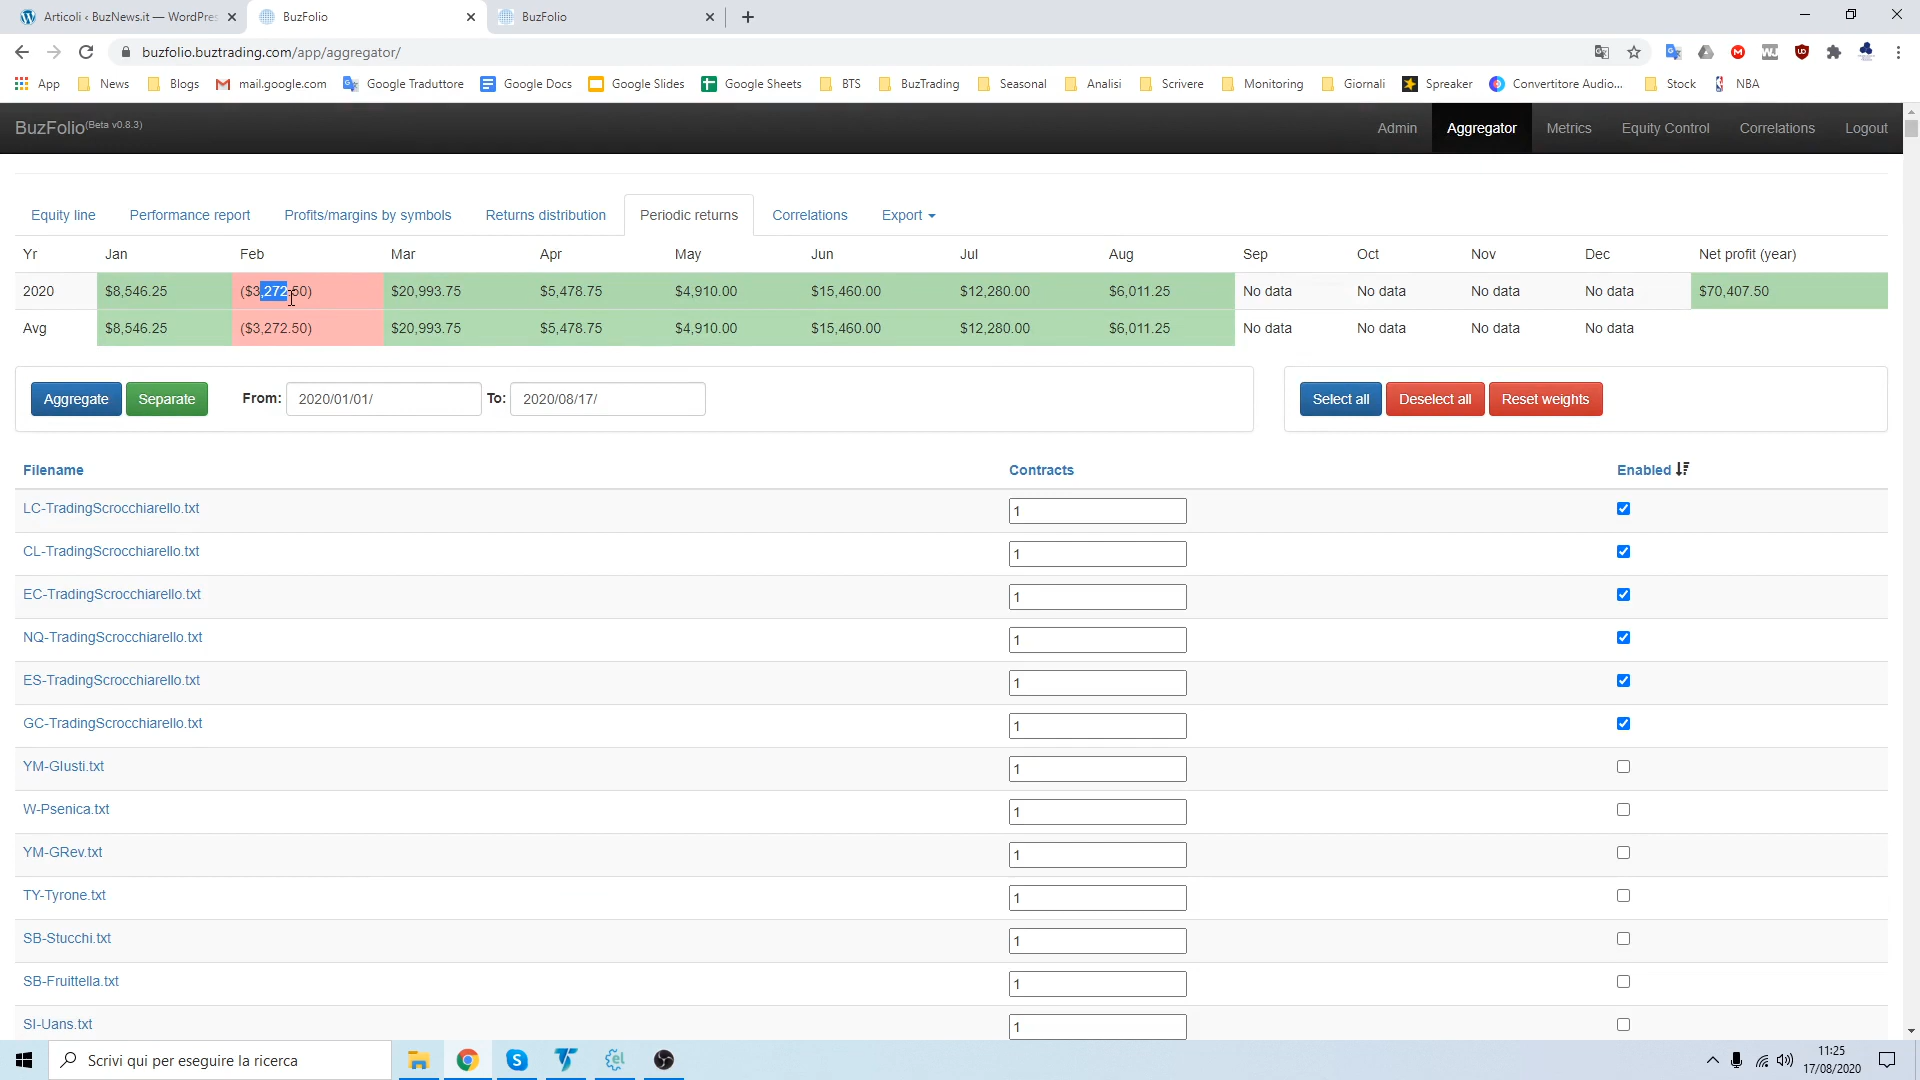 Articoli ‹ BuzNews.it — WordPres
BuzFolio
BuzFolio
buzfolio.buztrading.com/app/aggregator/
App News Blogs mail.google.com Google Traduttore Google Docs Google Slides Google Sheets BTS BuzTrading Seasonal Analisi Scrivere Monitoring Giornali Spreaker Convertitore Audio... Stock NBA
BuzFolio(Beta v0.8.3) Admin Aggregator Metrics Equity Control Correlations Logout
Equity line Performance report Profits/margins by symbols Returns distribution Periodic returns Correlations Export
Yr Jan Feb Mar Apr May Jun Jul Aug Sep Oct Nov Dec Net profit (year)
2020 $8,546.25 ($3,272.50) $20,993.75 $5,478.75 $4,910.00 $15,460.00 $12,280.00 $6,011.25 No data No data No data No data $70,407.50
Avg $8,546.25 ($3,272.50) $20,993.75 $5,478.75 $4,910.00 $15,460.00 $12,280.00 $6,011.25 No data No data No data No data
Aggregate Separate From: 2020/01/01/ To: 2020/08/17/ Select all Deselect all Reset weights
Filename Contracts Enabled
LC-TradingScrocchiarello.txt 1
CL-TradingScrocchiarello.txt 1
EC-TradingScrocchiarello.txt 1
NQ-TradingScrocchiarello.txt 1
ES-TradingScrocchiarello.txt 1
GC-TradingScrocchiarello.txt 1
YM-GIusti.txt 1
W-Psenica.txt 1
YM-GRev.txt 1
TY-Tyrone.txt 1
SB-Stucchi.txt 1
SB-Fruittella.txt 1
SI-Uans.txt 1
Scrivi qui per eseguire la ricerca
11:25
17/08/2020